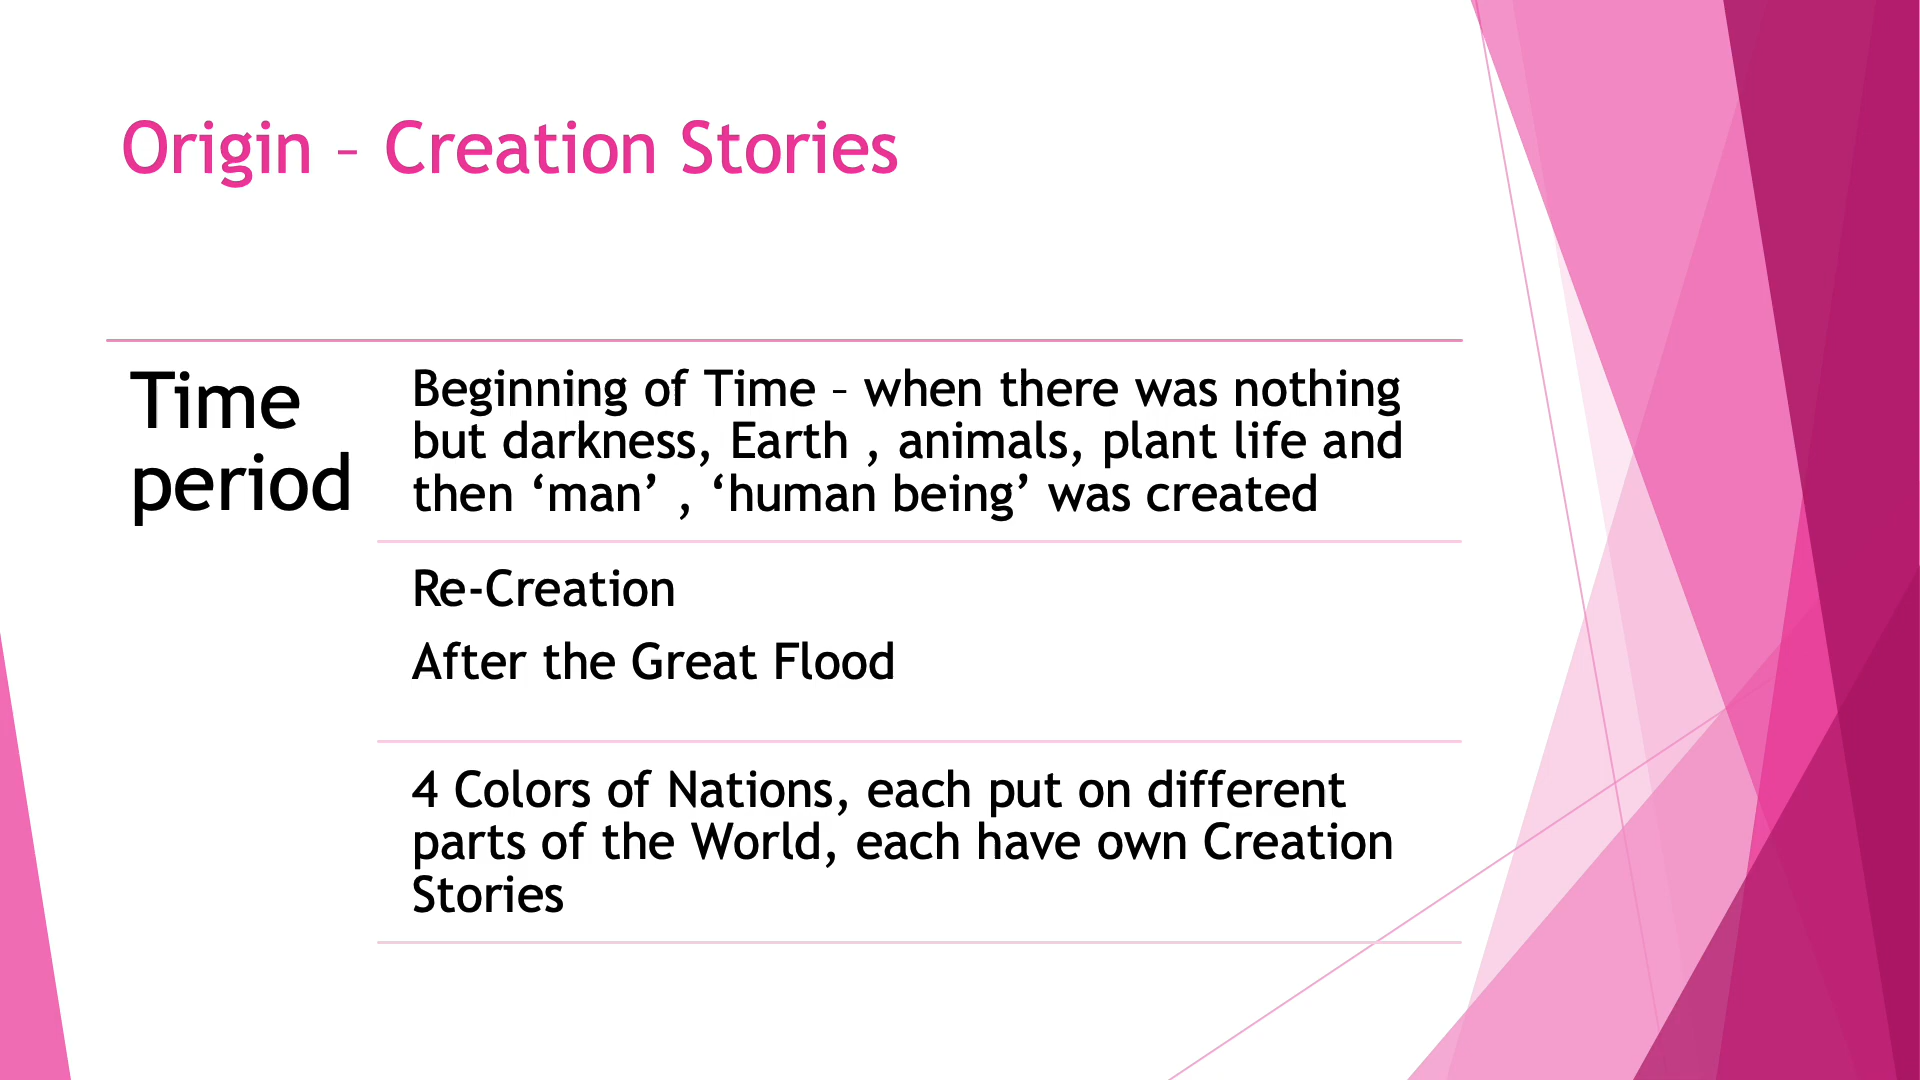 Origin – Creation Stories
Time
period
Beginning of Time – when there was nothing
but darkness, Earth , animals, plant life and
then ‘man’ , ‘human being’ was created
Re-Creation
After the Great Flood
4 Colors of Nations, each put on different
parts of the World, each have own Creation
Stories